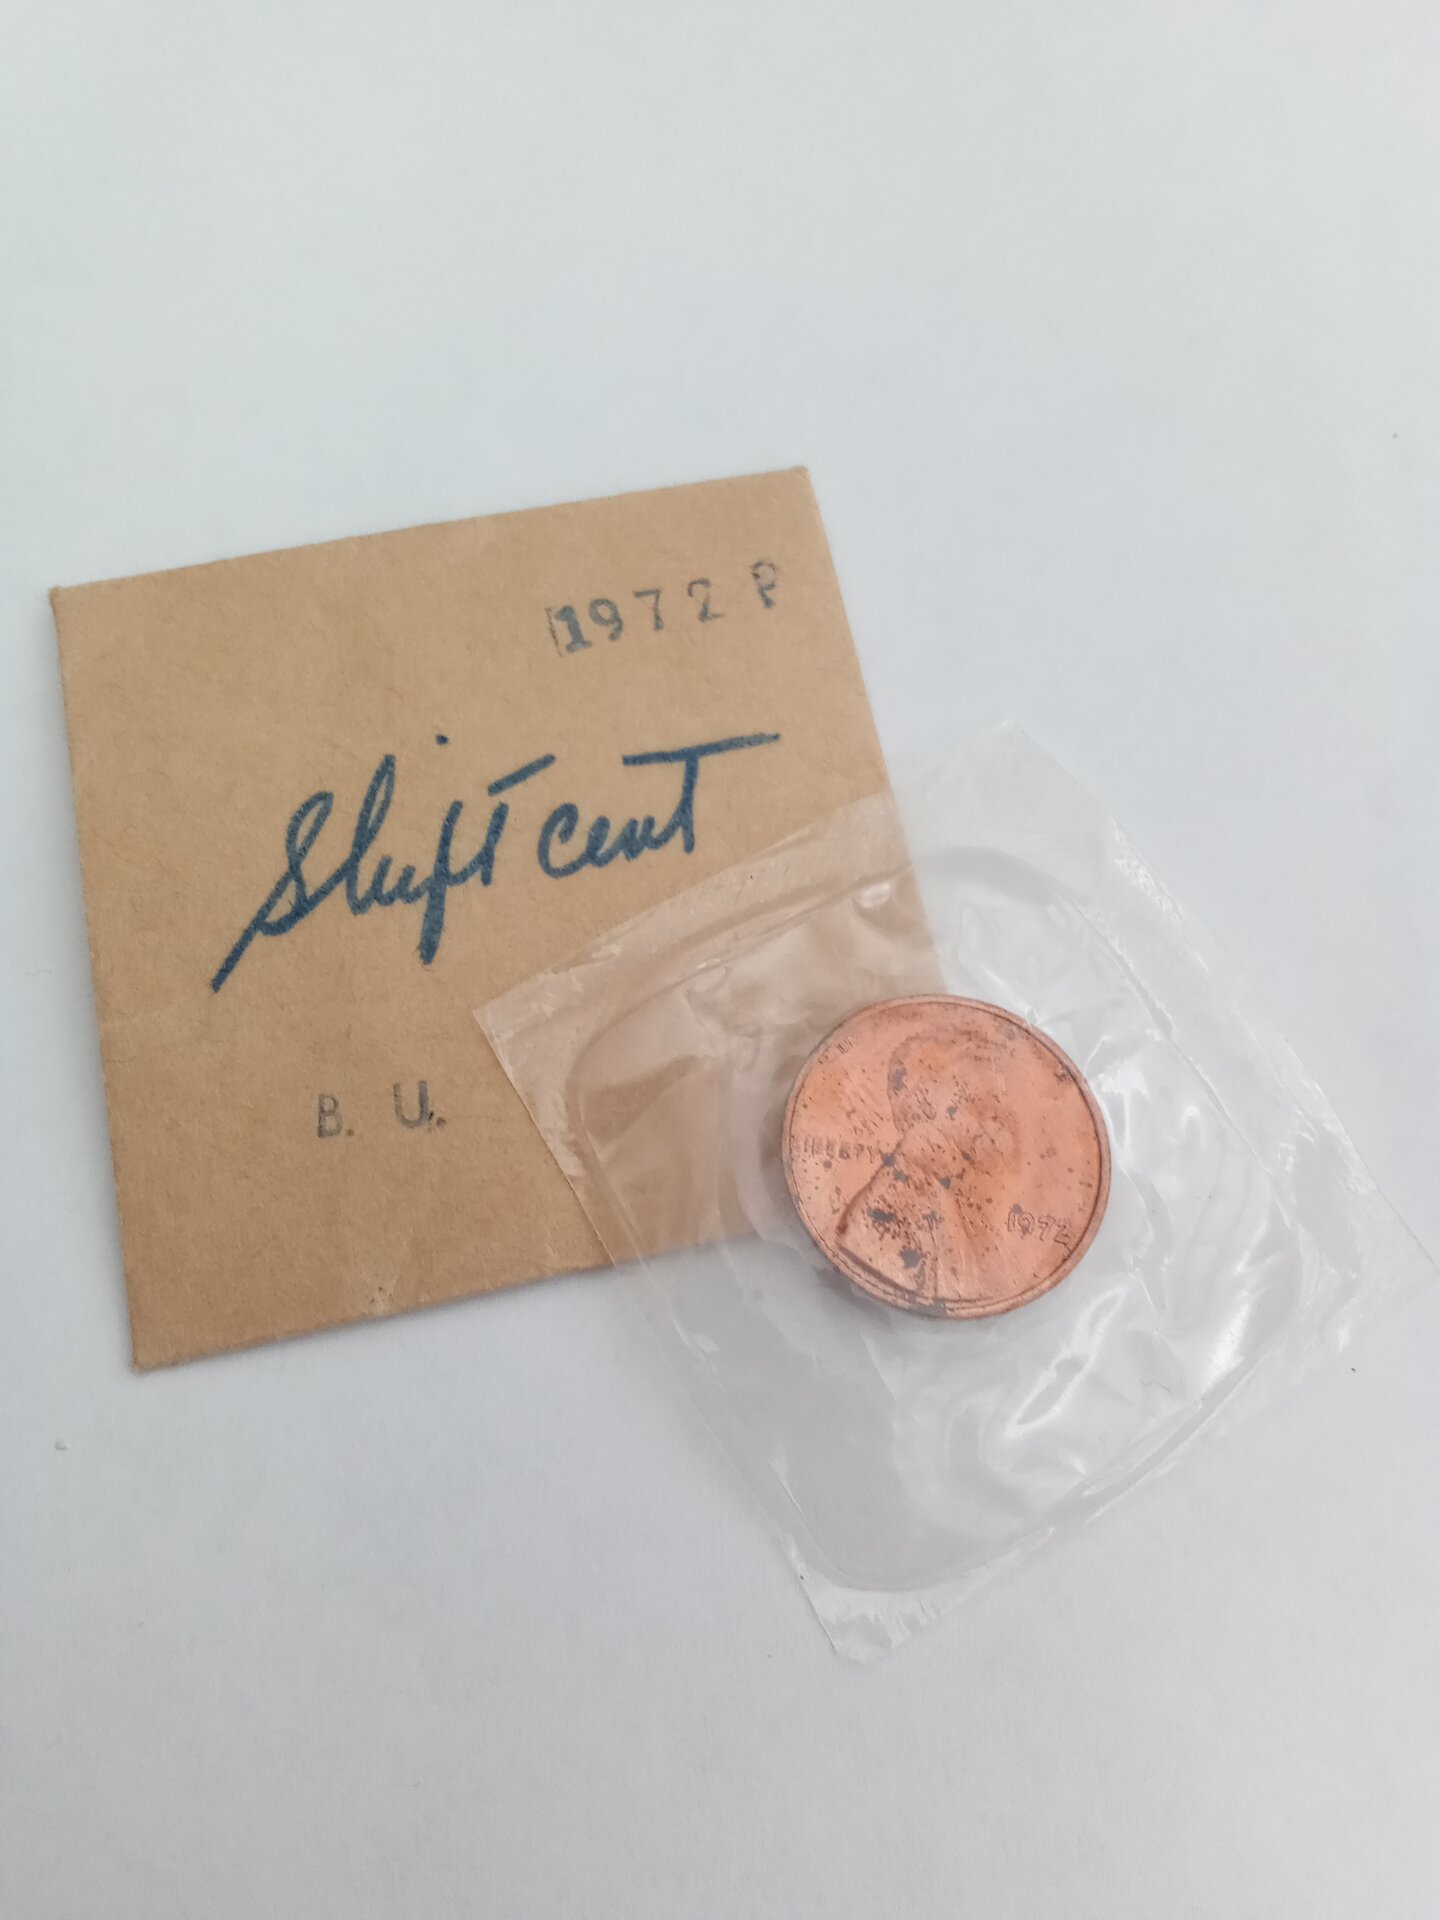 1972 P
Shift cent
B. U.
LIBERTY
1972